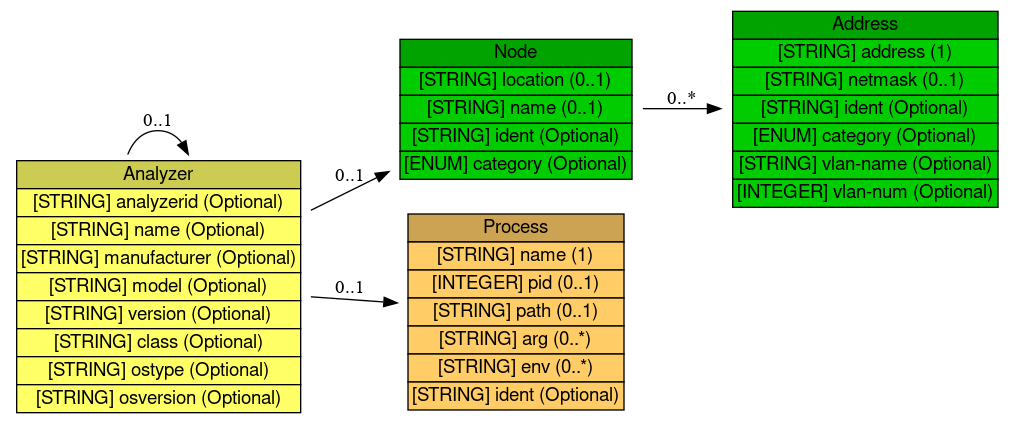 0..1
Analyzer
[STRING] analyzerid (Optional)
[STRING] name (Optional)
[STRING] manufacturer (Optional)
[STRING] model (Optional)
[STRING] version (Optional)
[STRING] class (Optional)
[STRING] ostype (Optional)
[STRING] osversion (Optional)
0..1
0..1
Node
[STRING] location (0..1)
[STRING] name (0..1)
[STRING] ident (Optional)
[ENUM] category (Optional)
Process
[STRING] name (1)
[INTEGER] pid (0..1)
[STRING] path (0..1)
[STRING] arg (0..*)
[STRING] env (0..*)
[STRING] ident (Optional)
0..*
Address
[STRING] address (1)
[STRING] netmask (0..1)
[STRING] ident (Optional)
[ENUM] category (Optional)
[STRING] vlan-name (Optional)
[INTEGER] vlan-num (Optional)